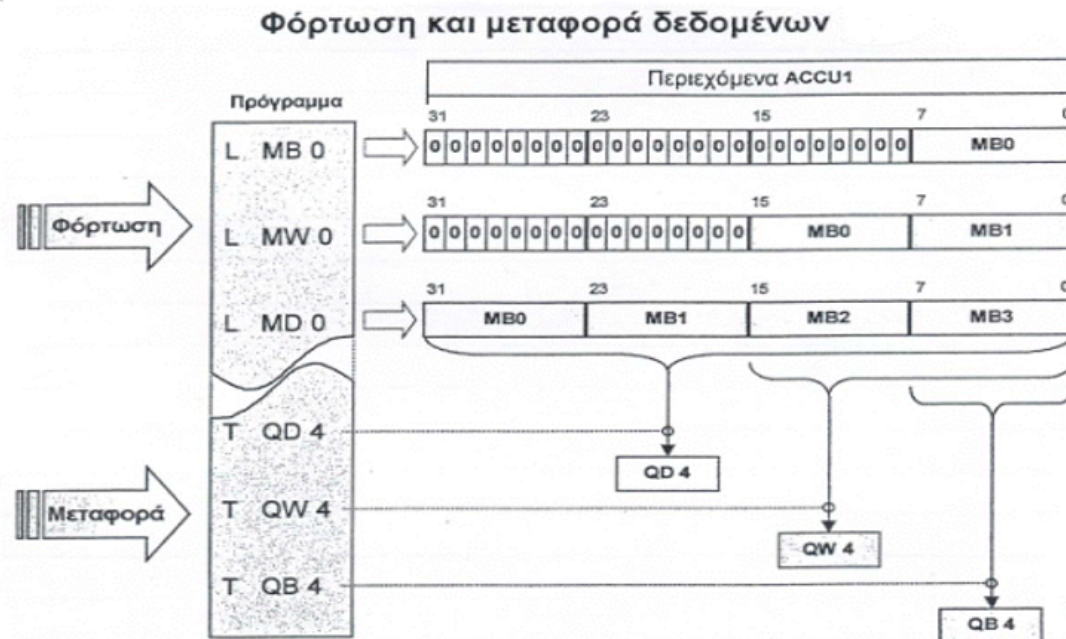 Φόρτωση και μεταφορά δεδομένων
Περιεχόμενα ACCU1
Πρόγραμμα
31 23 15 7 0
L MB 0
0 0 0 0 0 0 0 0 0 0 0 0 0 0 0 0 0 0 0 0 0 0 0 0 MB0
Φόρτωση
31 23 15 7 0
L MW 0
0 0 0 0 0 0 0 0 0 0 0 0 0 0 0 0 MB0 MB1
31 23 15 7 0
L MD 0
MB0 MB1 MB2 MB3
T QD 4
QD 4
Μεταφορά
T QW 4
QW 4
T QB 4
QB 4